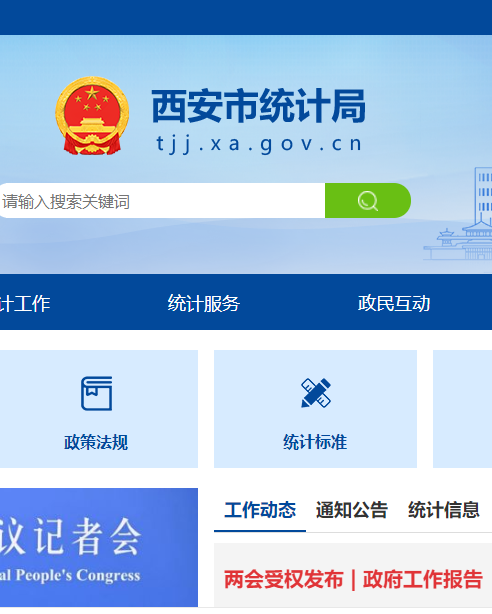 西安市统计局
tjj.xa.gov.cn
请输入搜索关键词
计工作 统计服务 政民互动
政策法规 统计标准
议记者会
al People's Congress
工作动态 通知公告 统计信息
两会受权发布 | 政府工作报告